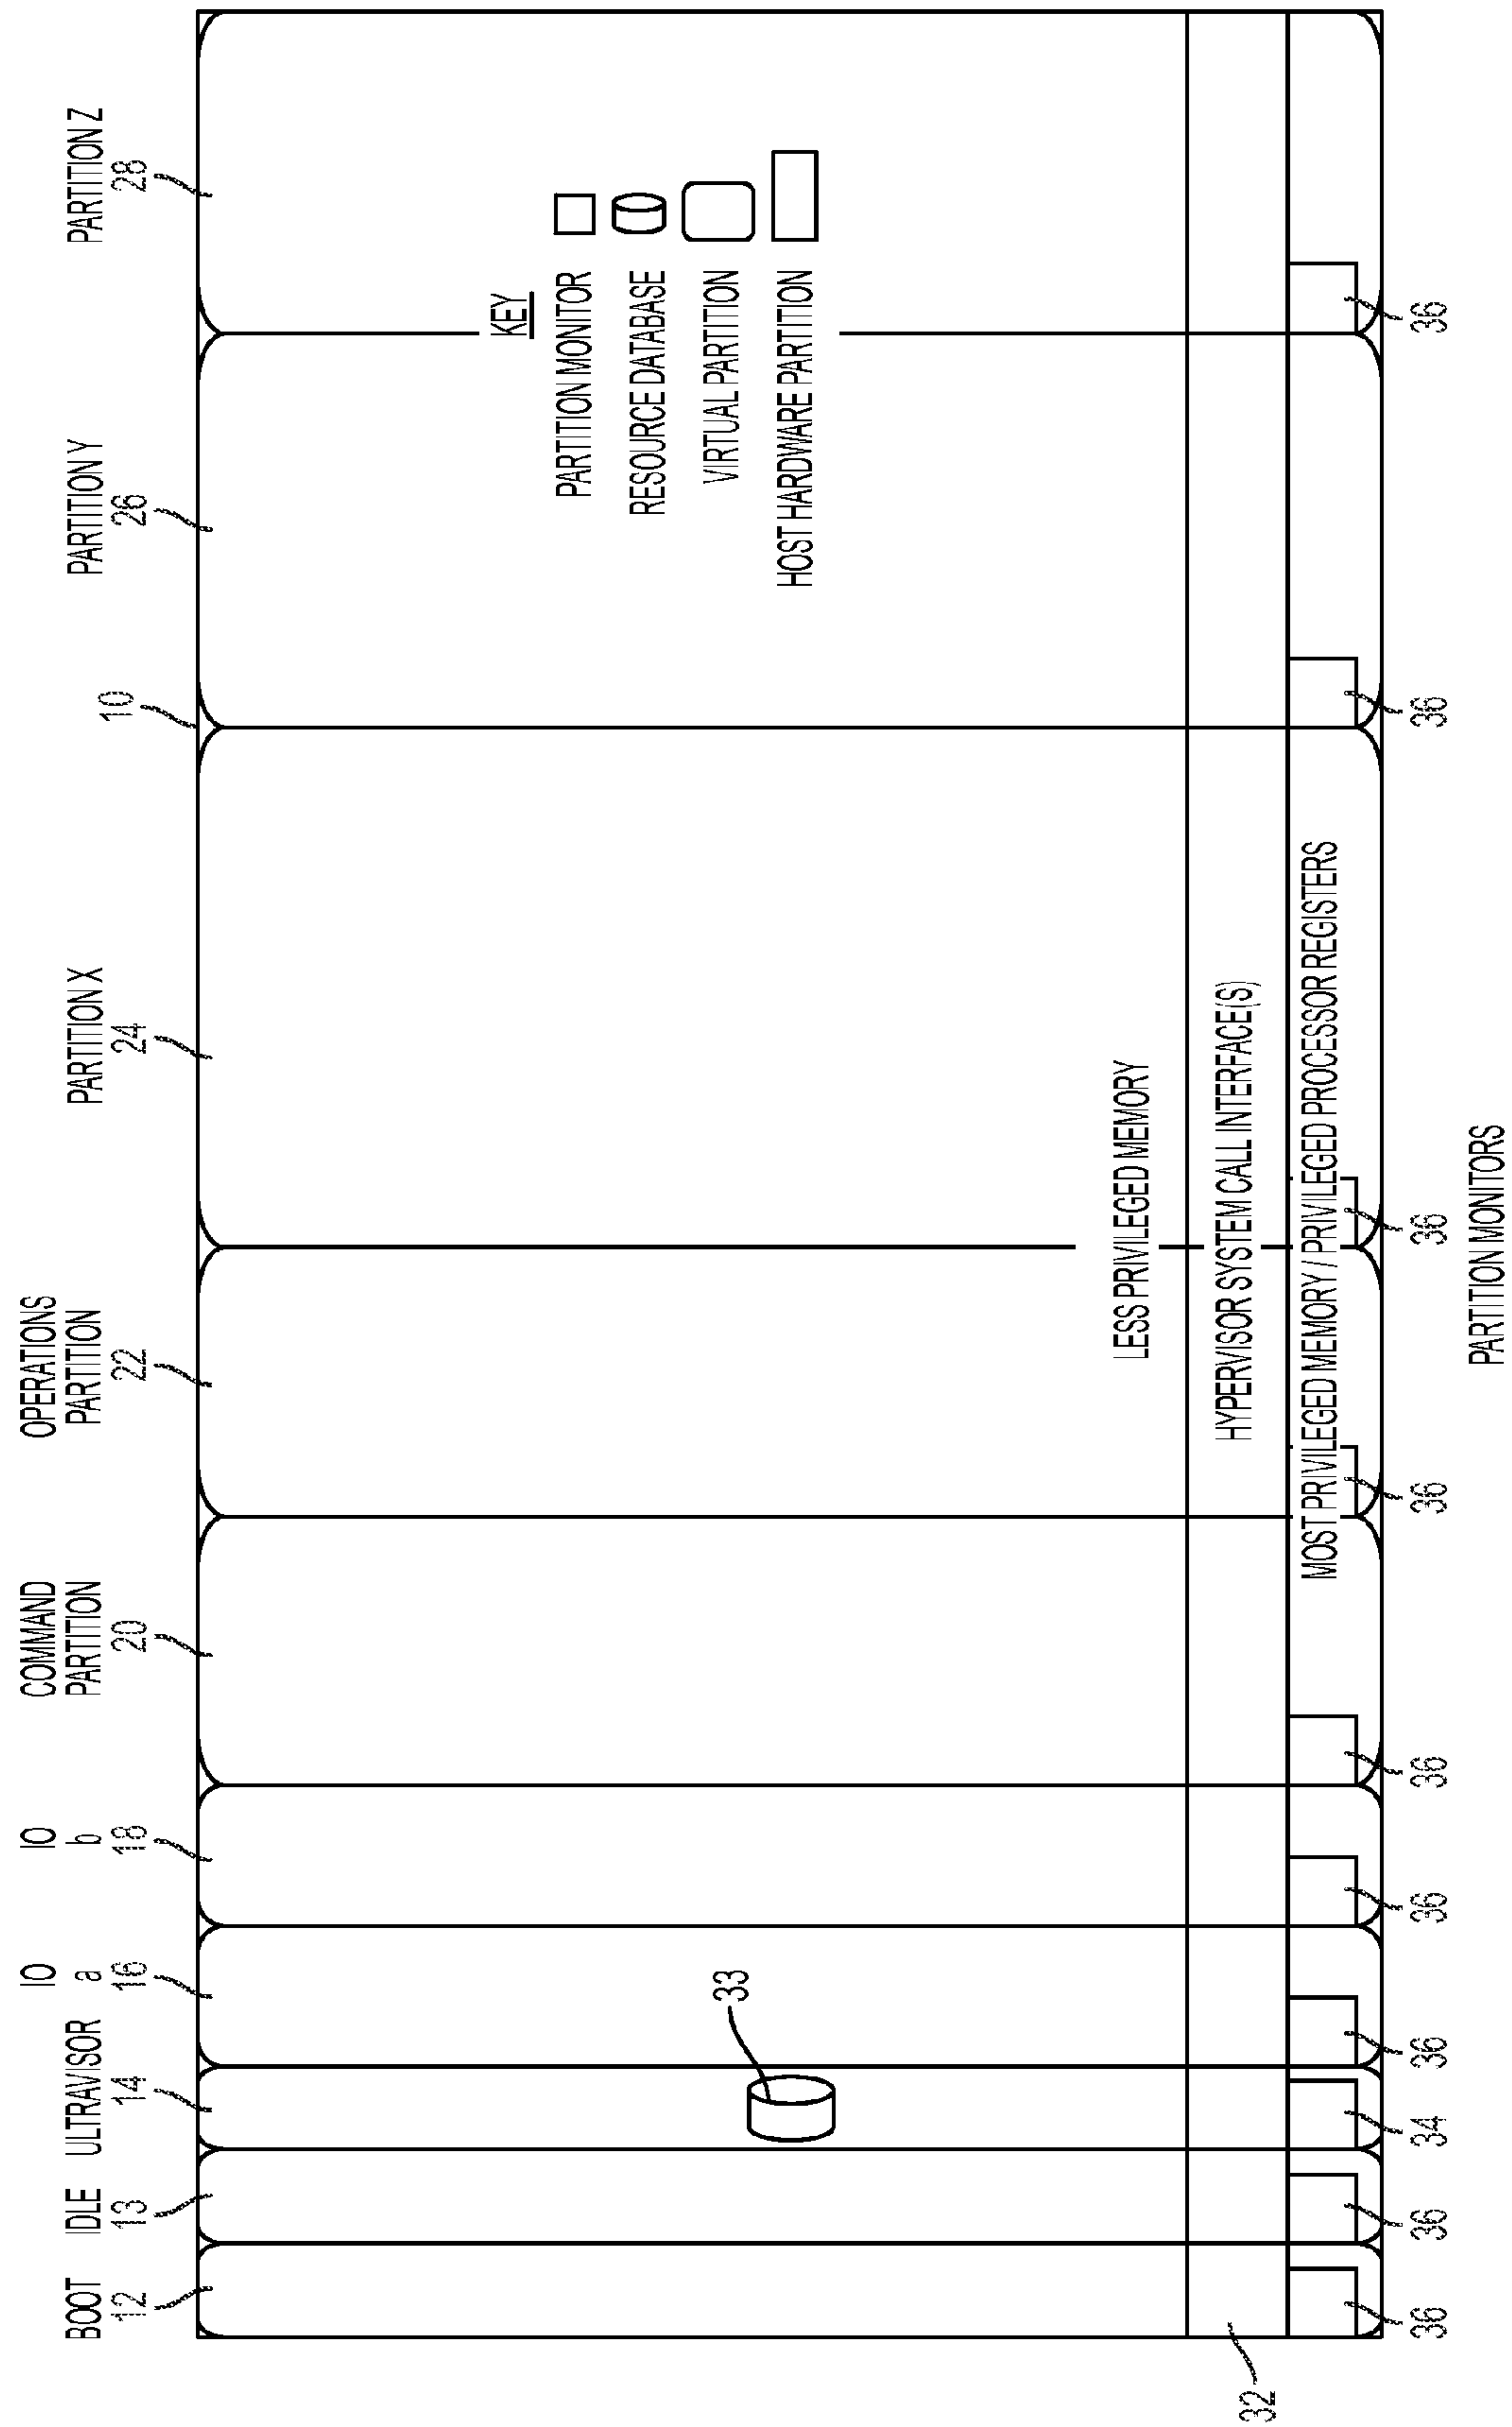 BOOT
12
IDLE
13
ULTRAVISOR
14
IO
a
16
IO
b
18
COMMAND
PARTITION
20
OPERATIONS
PARTITION
22
PARTITION X
24
10
PARTITION Y
26
PARTITION Z
28
KEY
PARTITION MONITOR
RESOURCE DATABASE
VIRTUAL PARTITION
HOST HARDWARE PARTITION
33
LESS PRIVILEGED MEMORY
HYPERVISOR SYSTEM CALL INTERFACE(S)
32
MOST PRIVILEGED MEMORY / PRIVILEGED PROCESSOR REGISTERS
36
36
34
36
36
36
36
36
36
36
PARTITION MONITORS